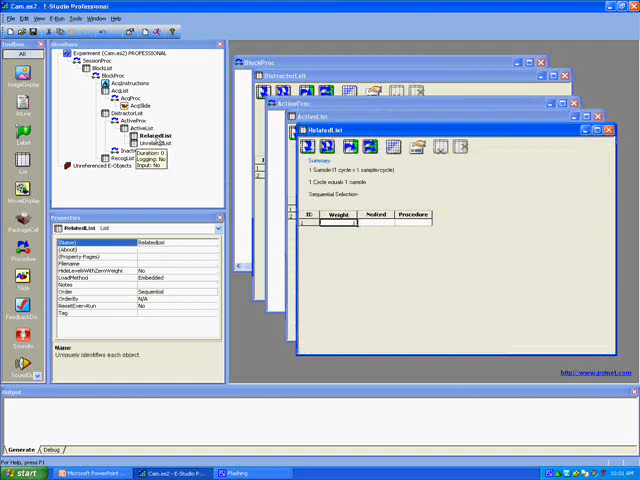 Cam.es2 - E-Studio Professional
File Edit View E-Run Tools Window Help
Toolbox
All
ImageDisplay
InLine
Label
List
MovieDisplay
PackageCall
Procedure
Slide
FeedbackDis...
SoundIn
SoundOut
Structure
Experiment (Cam.es2) PROFESSIONAL
SessionProc
BlockList
BlockProc
AcqInstructions
AcqList
AcqProc
AcqSlide
DistractorList
ActiveProc
ActiveList
RelatedList
UnrelatedList
Duration: 0
Logging: No
Input: No
Unreferenced E-Objects
Properties
RelatedList List
(Name) RelatedList
(About)
(Property Pages)
Filename
HideLevelsWithZeroWeight No
LoadMethod Embedded
Notes
Order Sequential
OrderBy N/A
ResetEveryRun No
Tag
Name
Uniquely identifies each object.
BlockProc
DistractorList
ActiveProc
ActiveList
RelatedList
Summary
1 Sample (1 cycle x 1 sample/cycle)
1 Cycle equals 1 sample
Sequential Selection
ID Weight Nested Procedure
1 1
http://www.pstnet.com
Output
Generate Debug
For Help, press F1
start
Microsoft PowerPoint ...
Cam.es2 - E-Studio P...
Flashing
10:01 AM